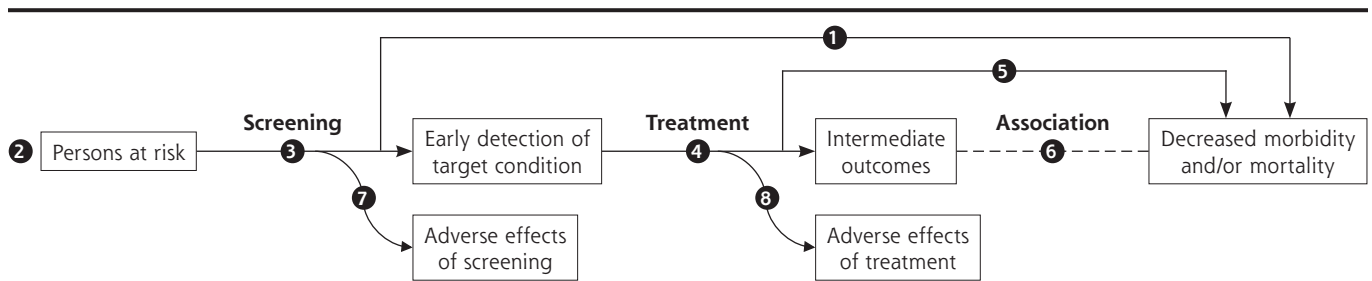 1
5
Screening
Treatment
Association
2
Persons at risk
3
Early detection of
target condition
4
Intermediate
outcomes
6
Decreased morbidity
and/or mortality
7
8
Adverse effects
of screening
Adverse effects
of treatment